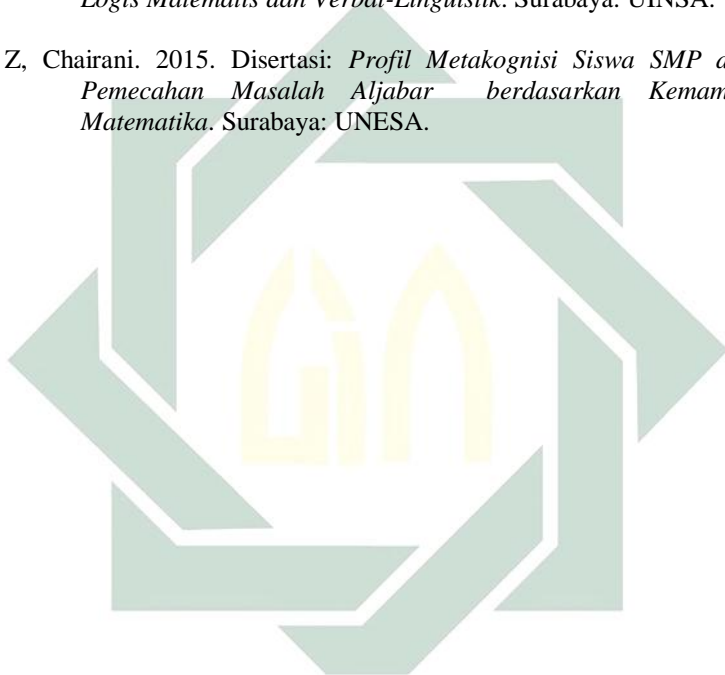 Logis Matematis dan Verbal-Linguistik. Surabaya: UINSA.
Z, Chairani. 2015. Disertasi: Profil Metakognisi Siswa SMP
Pemecahan Masalah Aljabar berdasarkan
Matematika. Surabaya: UNESA.